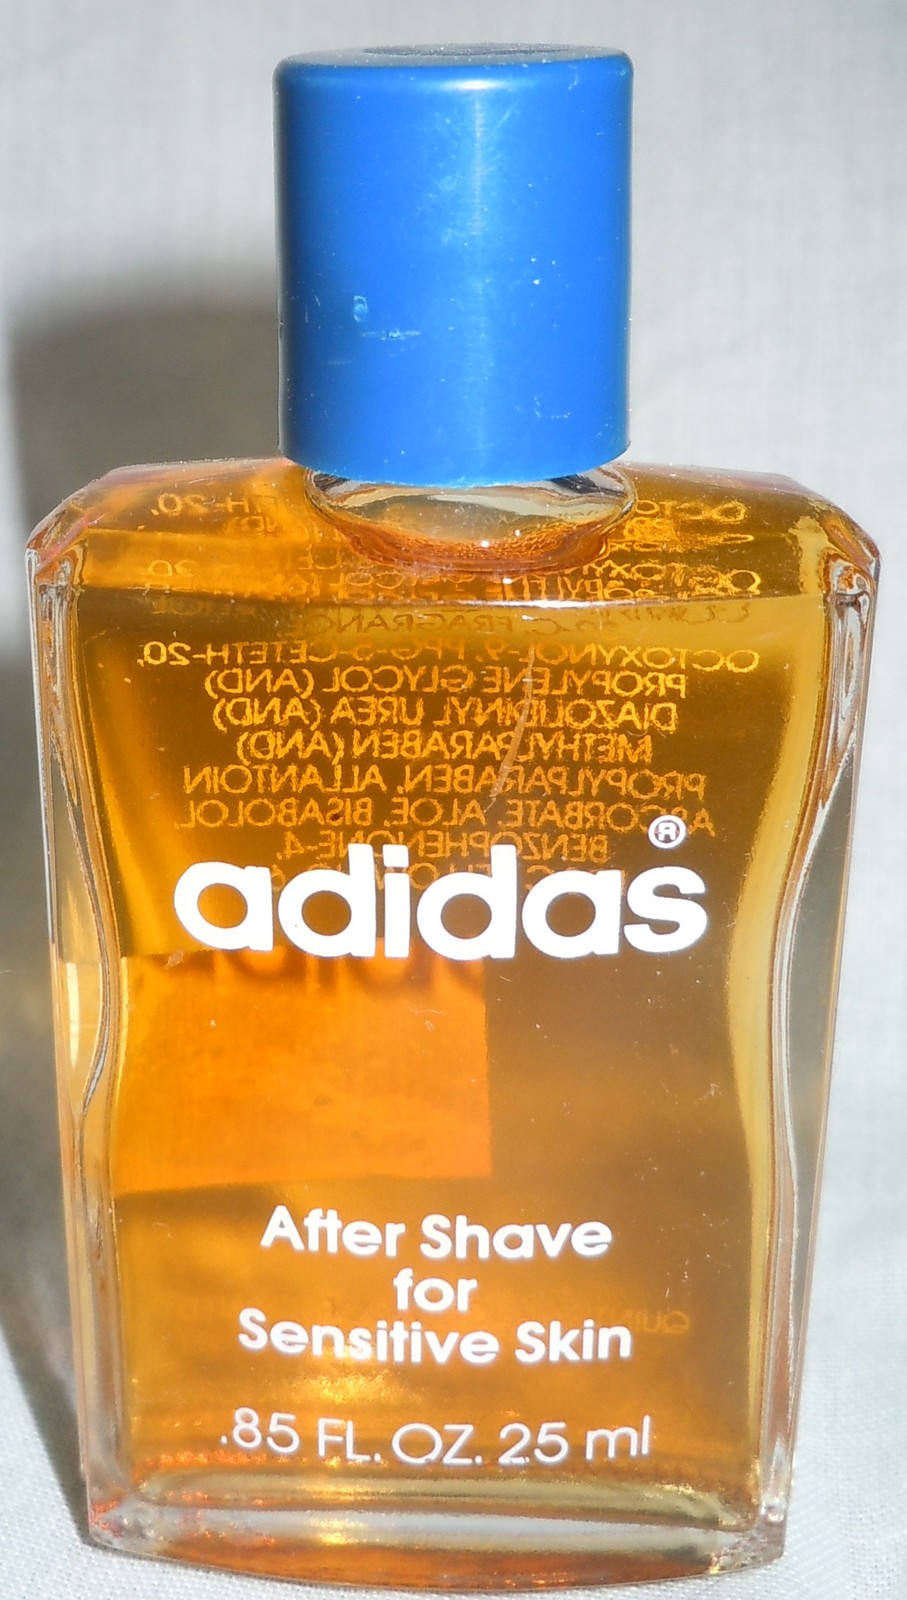 adidas®
After Shave
for
Sensitive Skin
.85 FL. OZ. 25 ml
FRAGRANCE
OCTOXYNOL-9, PPG-5-CETETH-20,
PROPYLENE GLYCOL (AND)
DIAZOLIDINYL UREA (AND)
METHYLPARABEN (AND)
PROPYLPARABEN, ALLANTOIN
ASCORBATE, ALOE, BISABOLOL,
BENZOPHENONE-4,